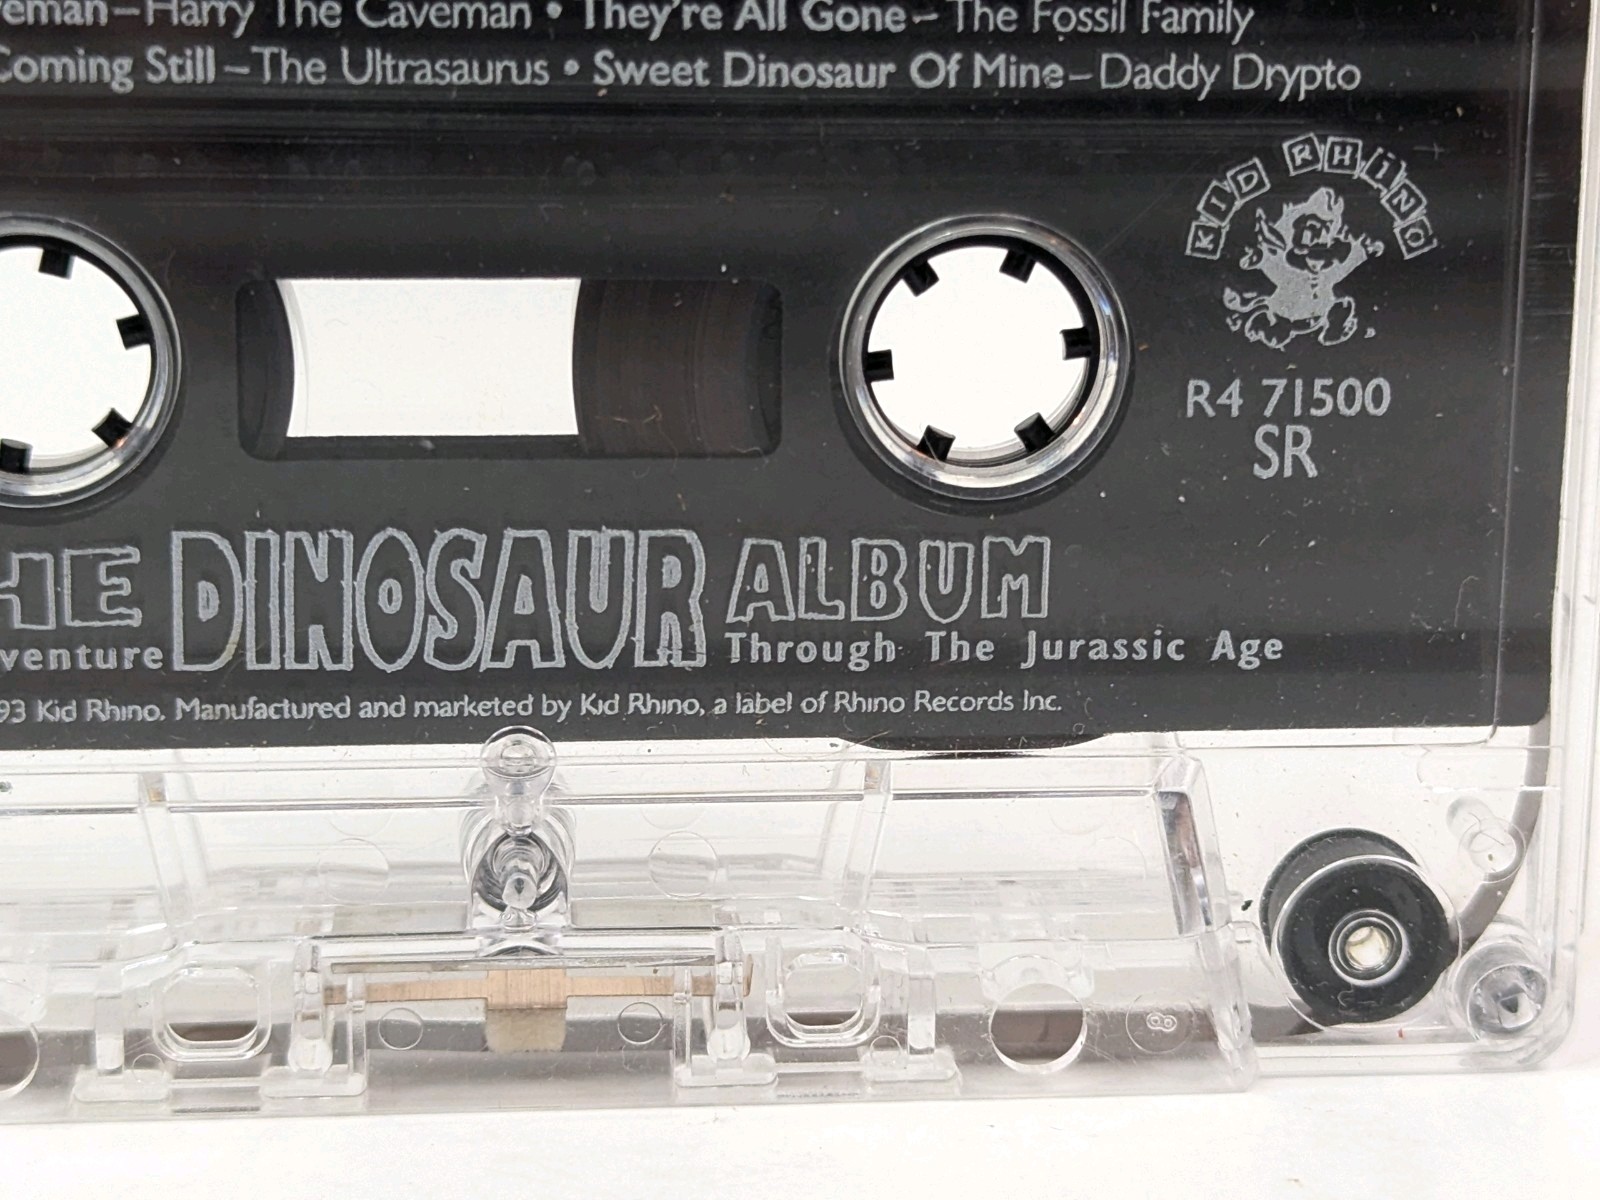 eman–Harry The Caveman • They're All Gone– The Fossil Family
Coming Still–The Ultrasaurus • Sweet Dinosaur Of Mine–Daddy Drypto
KID RHINO
R4 71500
SR
HE DINOSAUR ALBUM
venture Through The Jurassic Age
93 Kid Rhino. Manufactured and marketed by Kid Rhino, a label of Rhino Records Inc.
8